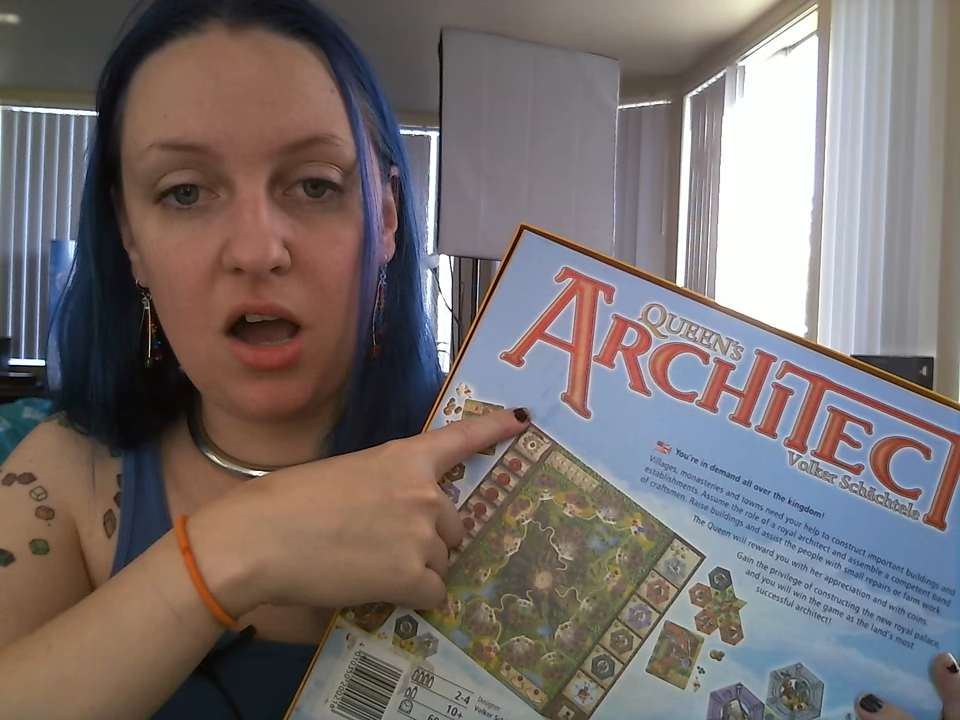 QUEEN'S
ARCHITECT
Volker Schächtele
You're in demand all over the kingdom!
Villages, monasteries and towns need your help to construct important buildings and
establishments. Assume the role of a royal architect and assemble a competent band
of craftsmen. Raise buildings and assist the people with small repairs or farm work.
The Queen will reward you with her appreciation and with coins.
Gain the privilege of constructing the new royal palace,
and you will win the game as the land's most
successful architect!
2-4
10+
Designer:
Volker